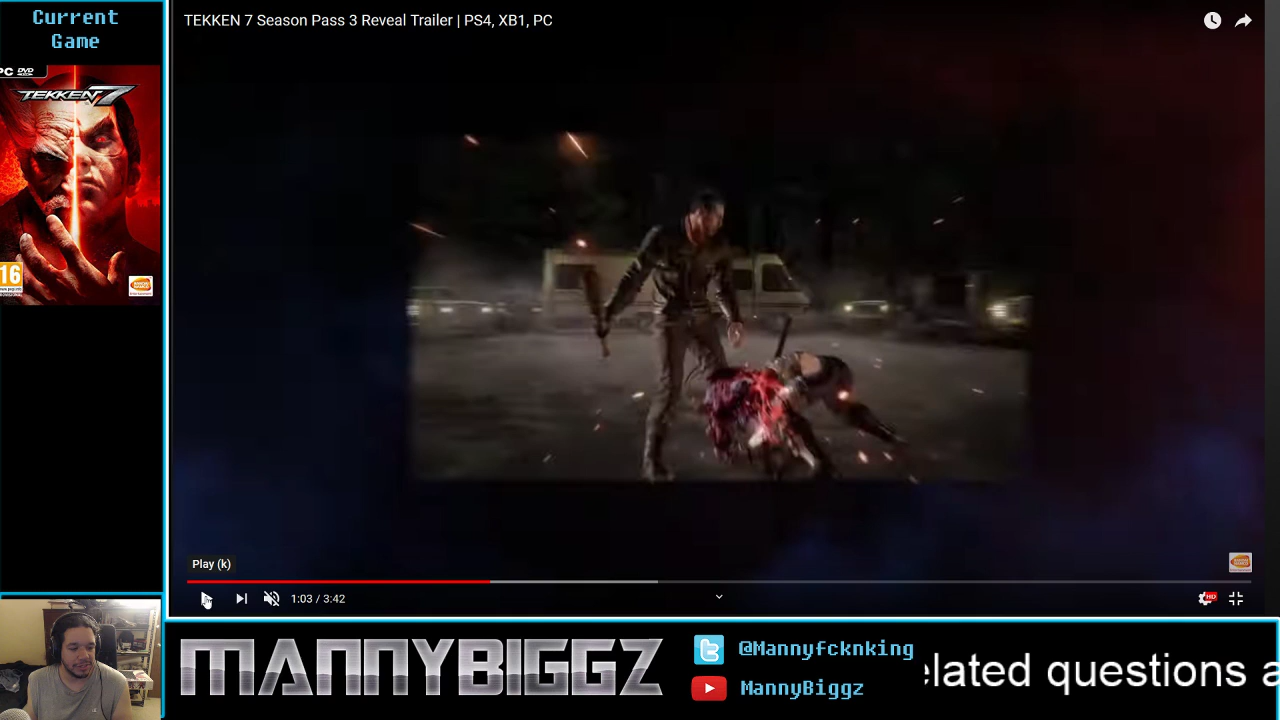 Current
Game
PC DVD
TEKKEN 7
16
TEKKEN 7 Season Pass 3 Reveal Trailer | PS4, XB1, PC
Play (k)
1:03 / 3:42
HD
MANNYBIGGZ
@Mannyfcknking
MannyBiggz
elated questions a